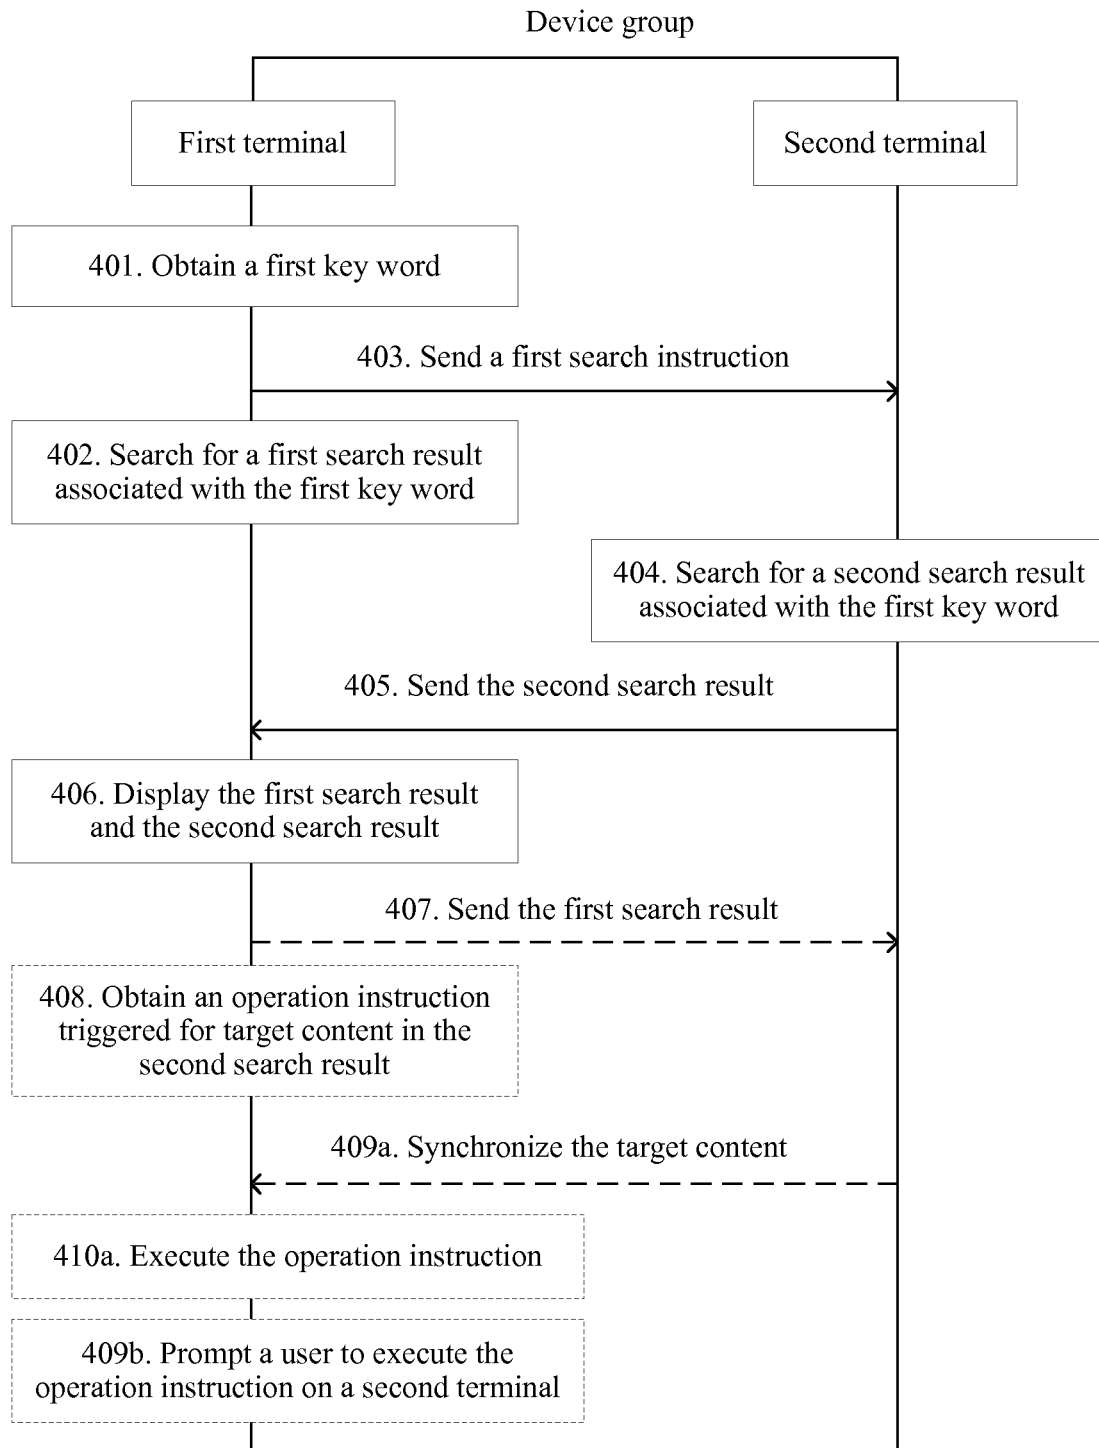 Device group
First terminal
Second terminal
401. Obtain a first key word
403. Send a first search instruction
402. Search for a first search result
associated with the first key word
404. Search for a second search result
associated with the first key word
405. Send the second search result
406. Display the first search result
and the second search result
407. Send the first search result
408. Obtain an operation instruction
triggered for target content in the
second search result
409a. Synchronize the target content
410a. Execute the operation instruction
409b. Prompt a user to execute the
operation instruction on a second terminal